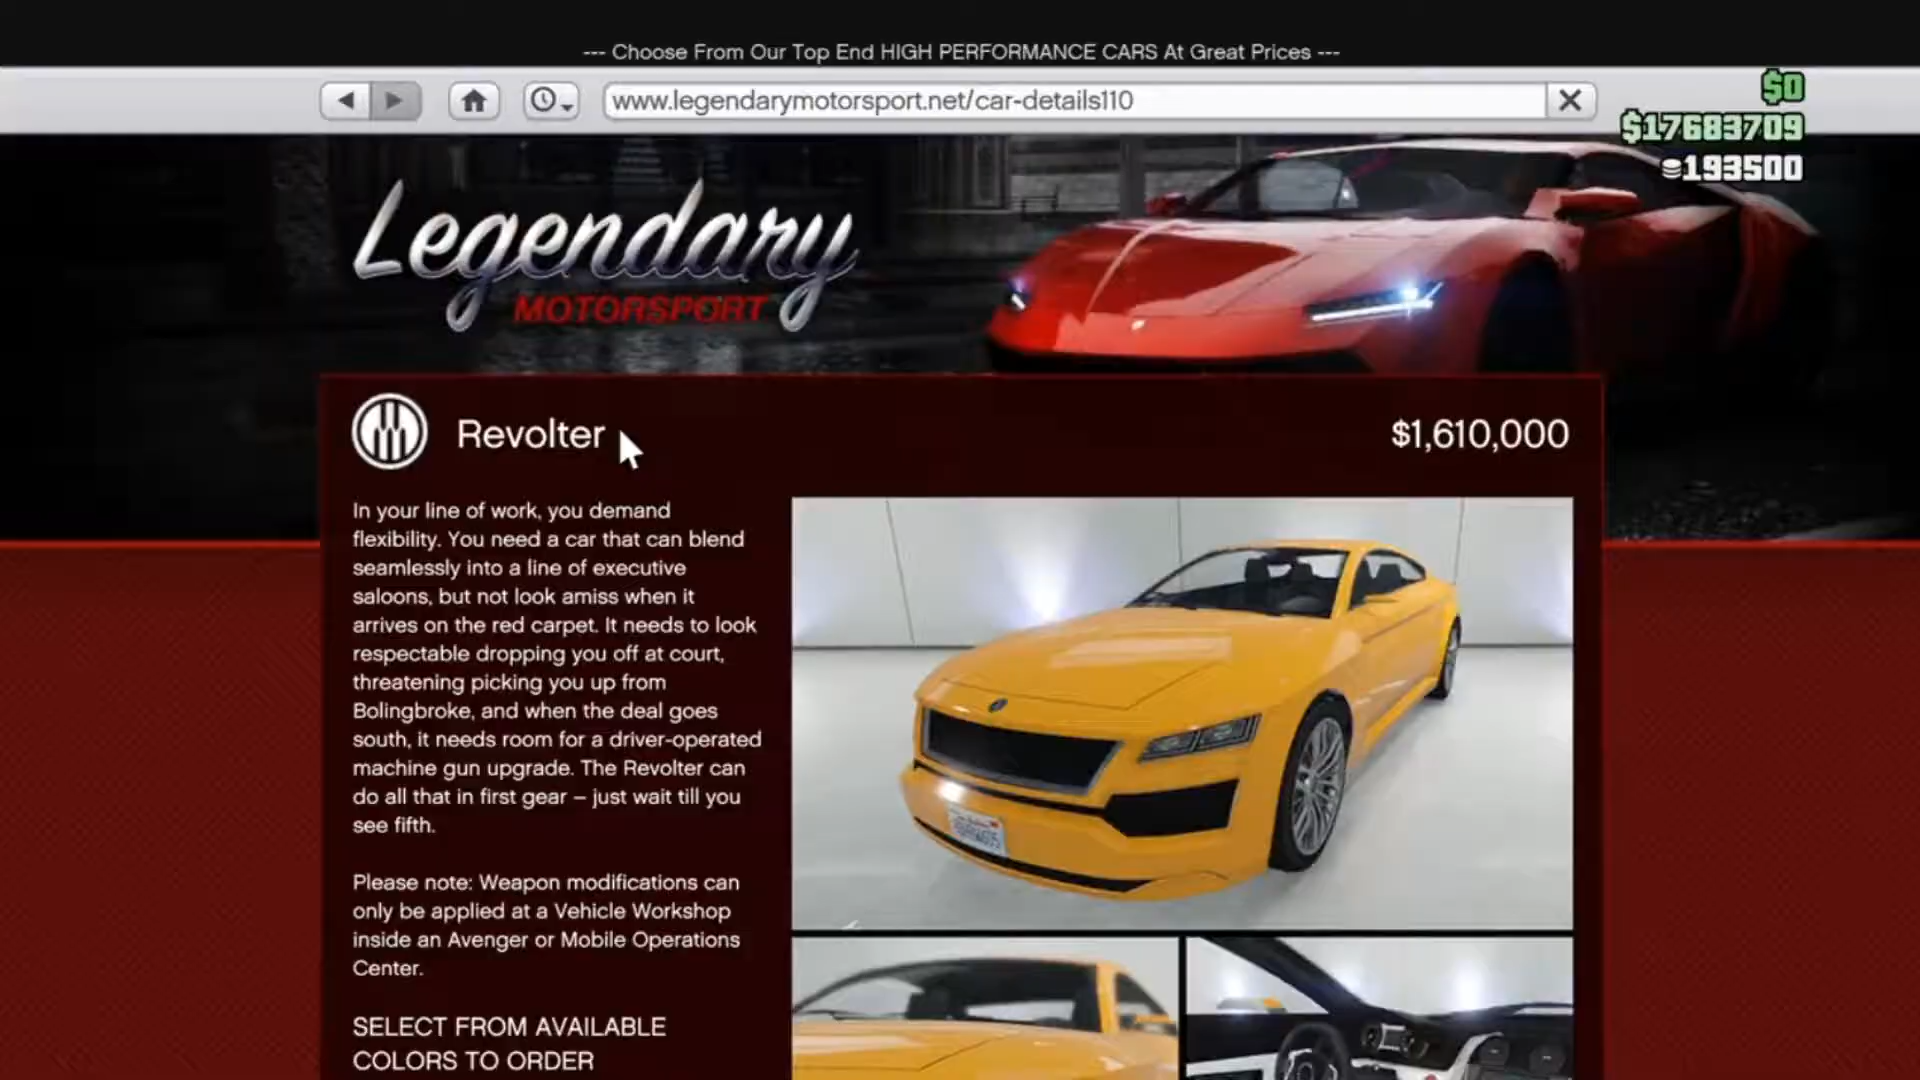 --- Choose From Our Top End HIGH PERFORMANCE CARS At Great Prices ---
www.legendarymotorsport.net/car-details110
$0
$17683709
193500
Legendary
MOTORSPORT
Revolter
$1,610,000
In your line of work, you demand
flexibility. You need a car that can blend
seamlessly into a line of executive
saloons, but not look amiss when it
arrives on the red carpet. It needs to look
respectable dropping you off at court,
threatening picking you up from
Bolingbroke, and when the deal goes
south, it needs room for a driver-operated
machine gun upgrade. The Revolter can
do all that in first gear – just wait till you
see fifth.
Please note: Weapon modifications can
only be applied at a Vehicle Workshop
inside an Avenger or Mobile Operations
Center.
SELECT FROM AVAILABLE
COLORS TO ORDER